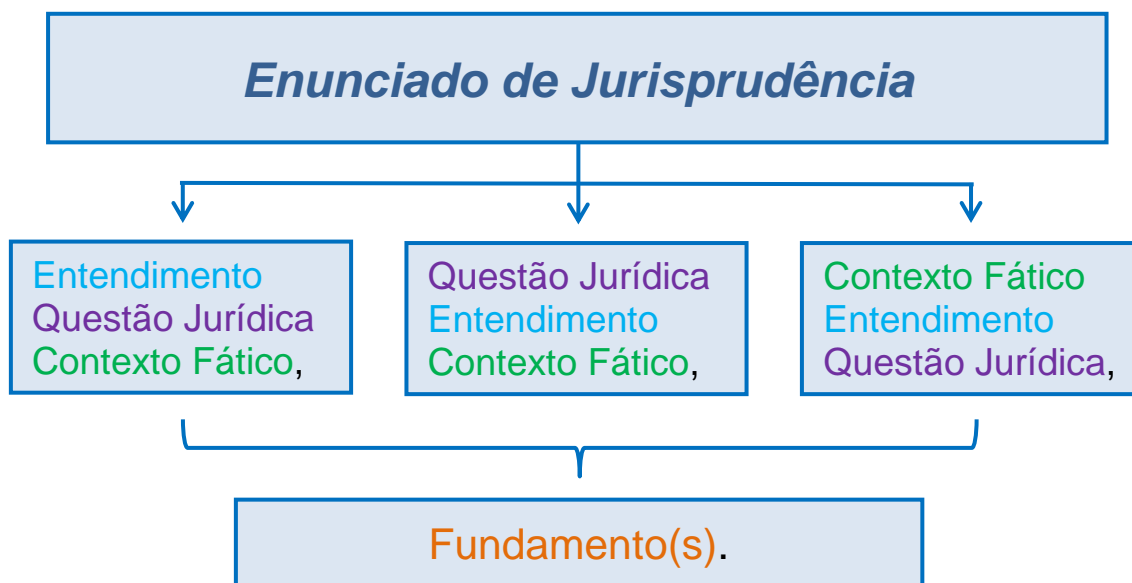 Enunciado de Jurisprudência
Entendimento
Questão Jurídica
Contexto Fático,
Questão Jurídica
Entendimento
Contexto Fático,
Contexto Fático
Entendimento
Questão Jurídica,
Fundamento(s).